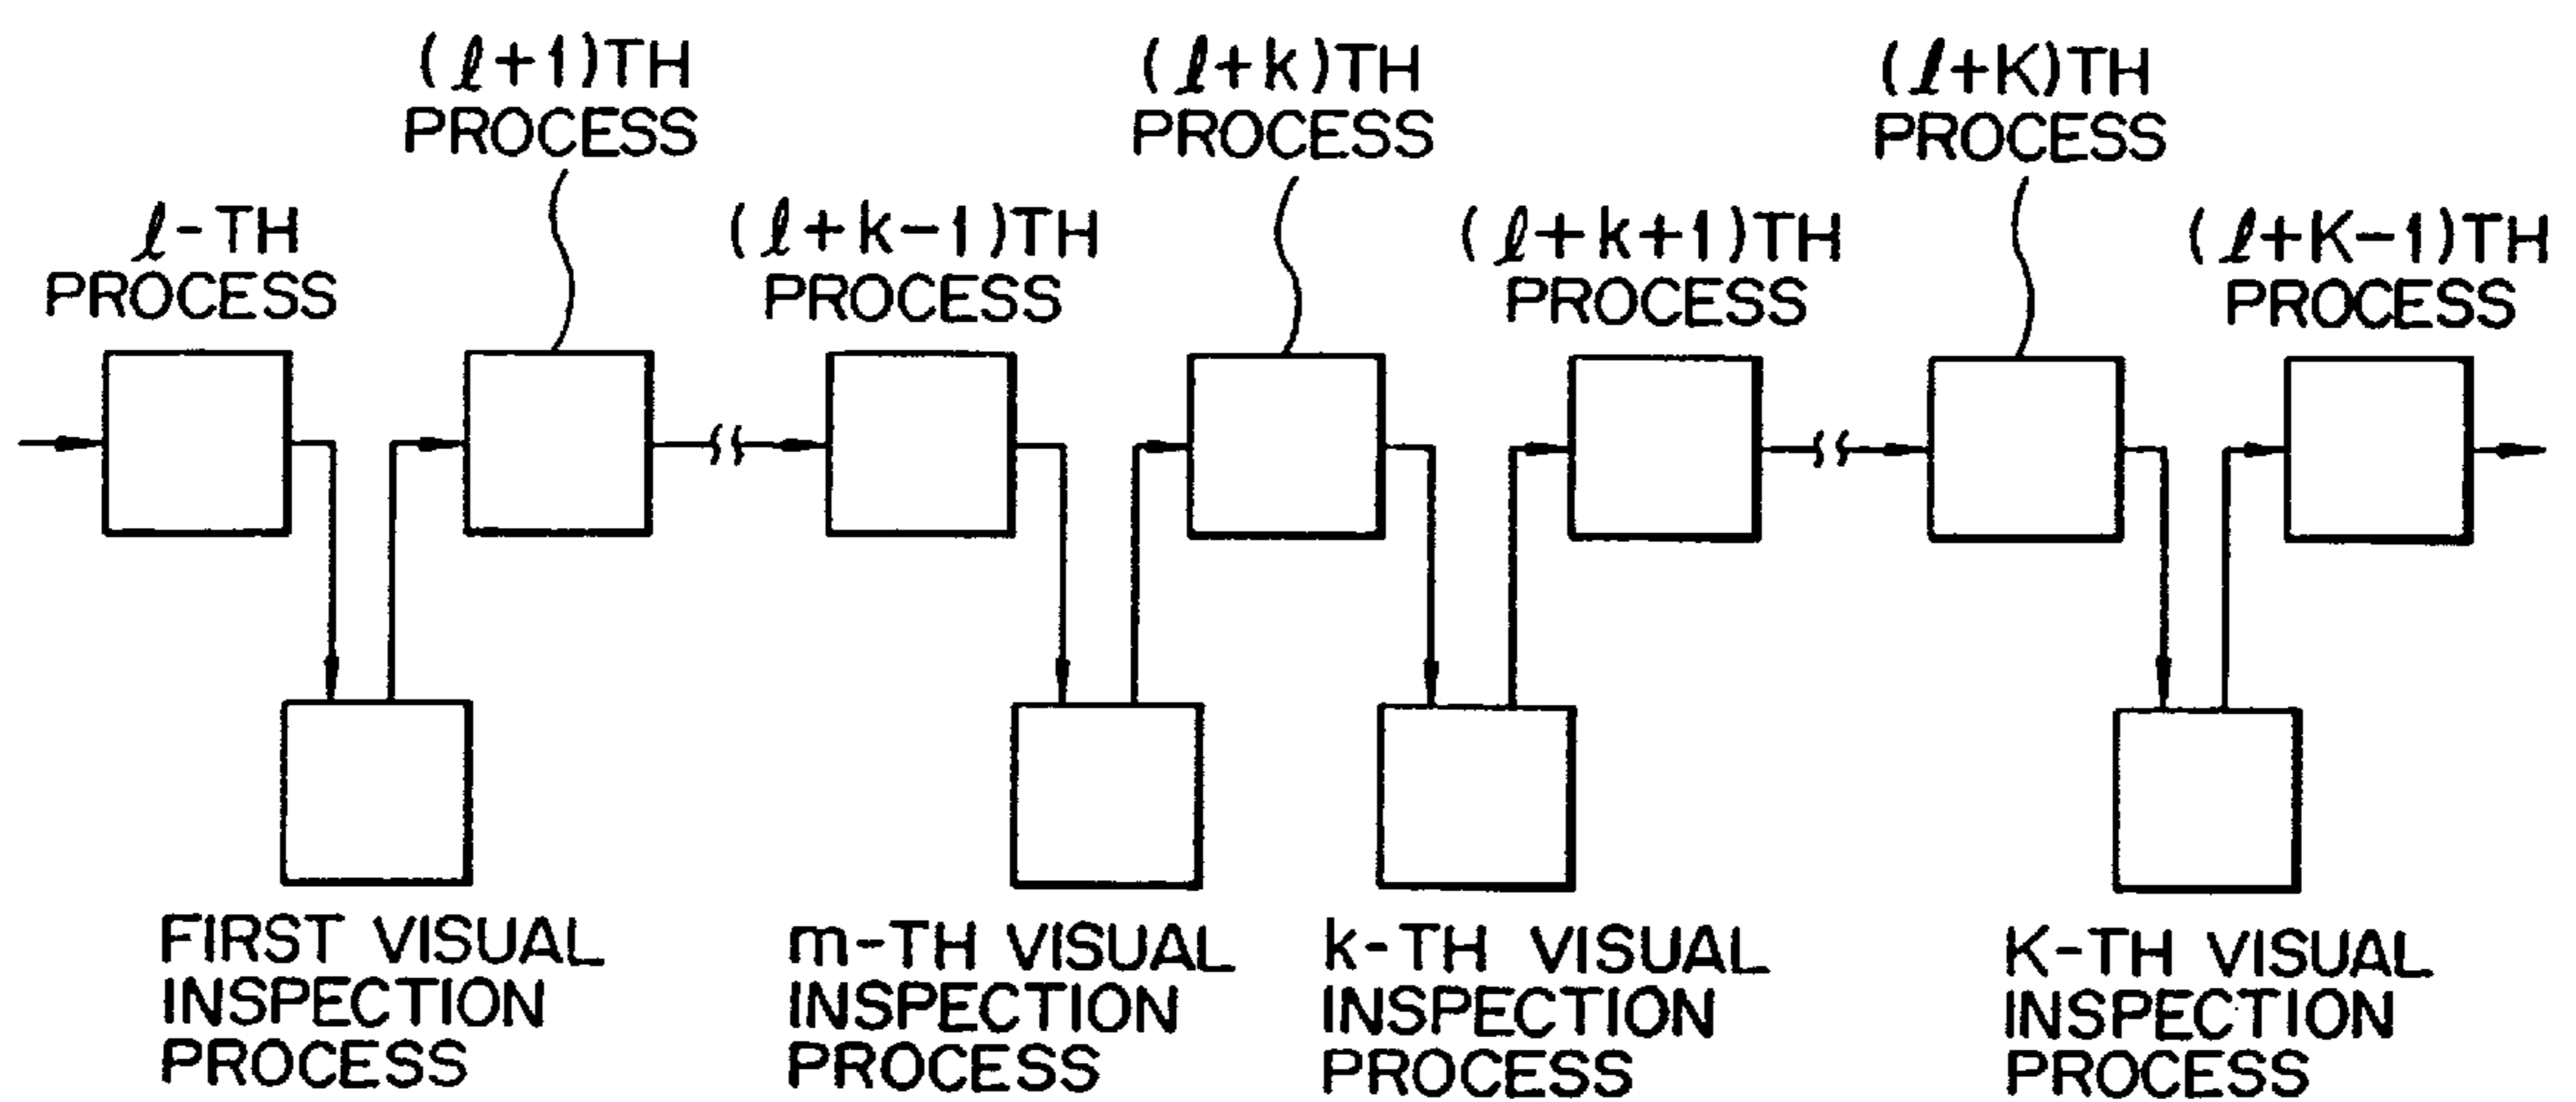 (ℓ+1)TH
PROCESS
(ℓ+k)TH
PROCESS
(ℓ+K)TH
PROCESS
ℓ-TH
PROCESS
(ℓ+k-1)TH
PROCESS
(ℓ+k+1)TH
PROCESS
(ℓ+K-1)TH
PROCESS
FIRST VISUAL
INSPECTION
PROCESS
m-TH VISUAL
INSPECTION
PROCESS
k-TH VISUAL
INSPECTION
PROCESS
K-TH VISUAL
INSPECTION
PROCESS